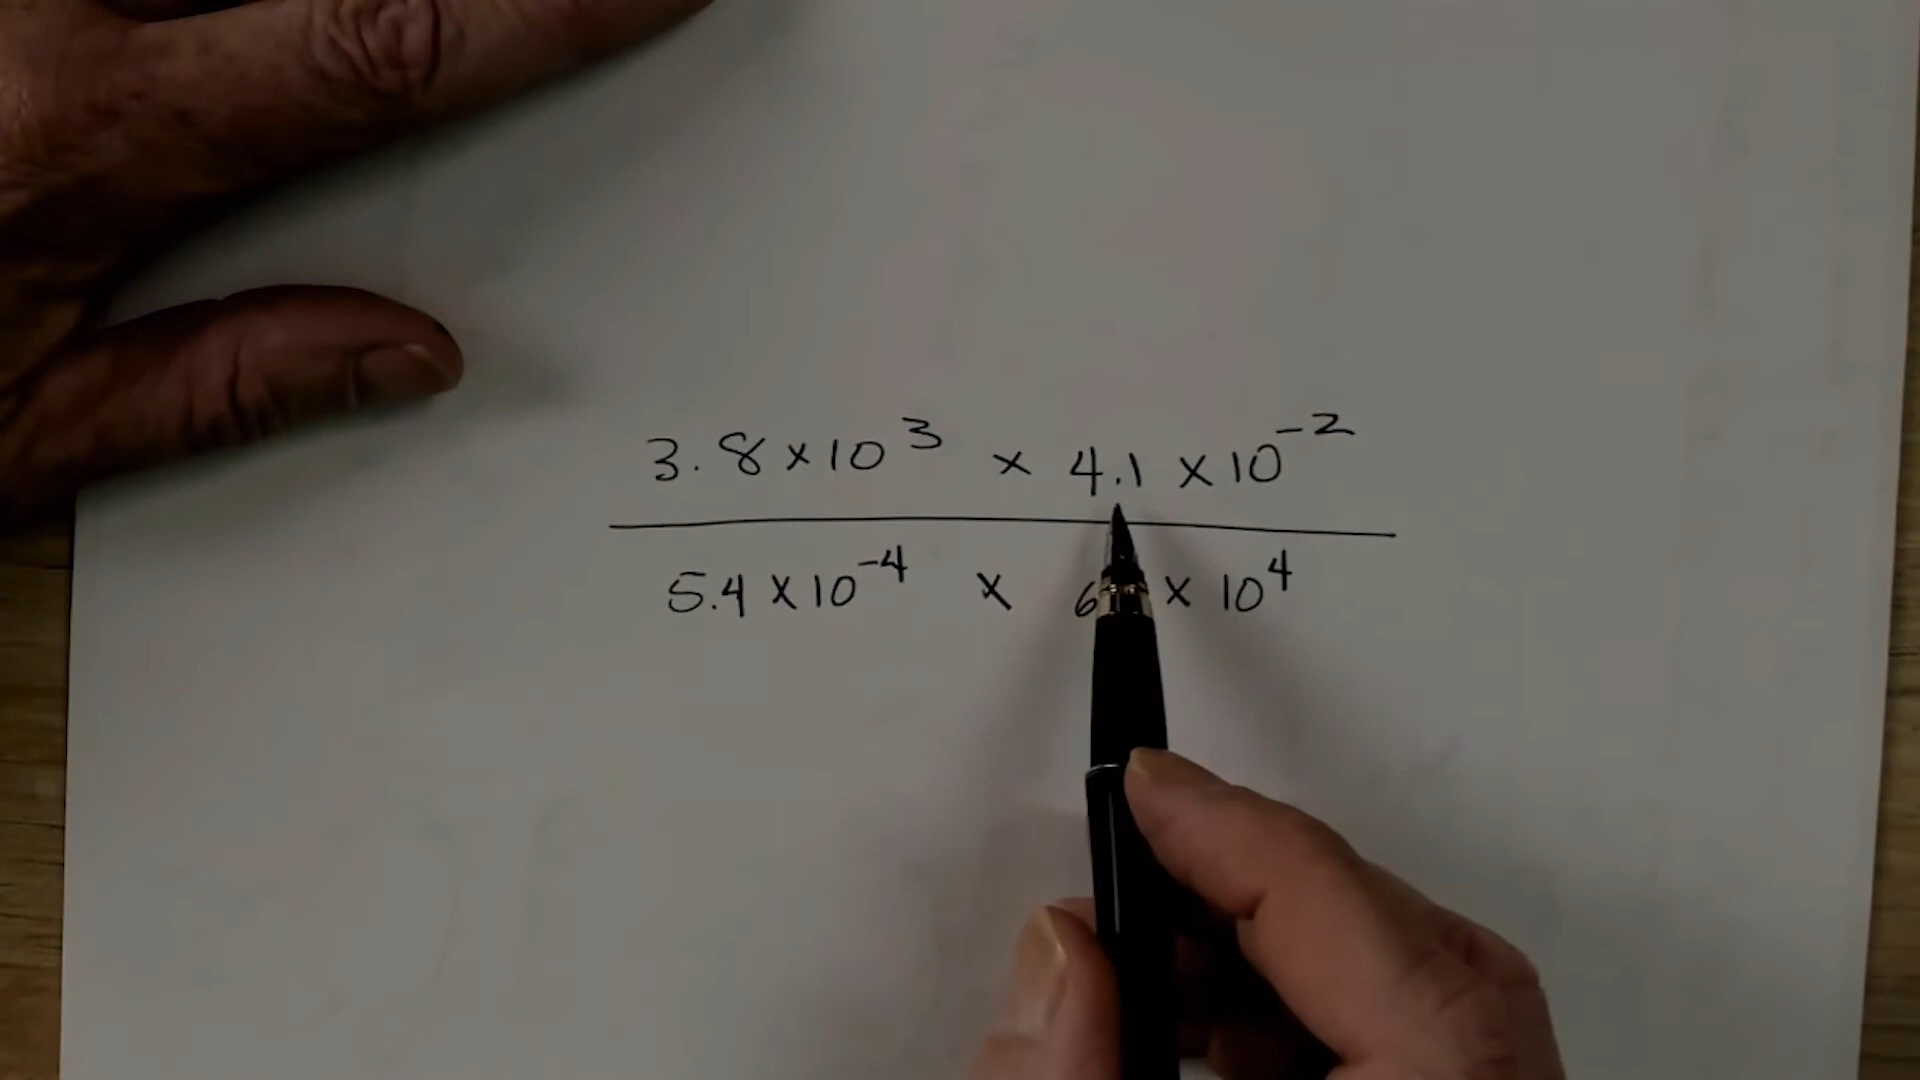 3.8 × 10³ × 4.1 × 10⁻²
5.4 × 10⁻⁴ × 6 × 10⁴